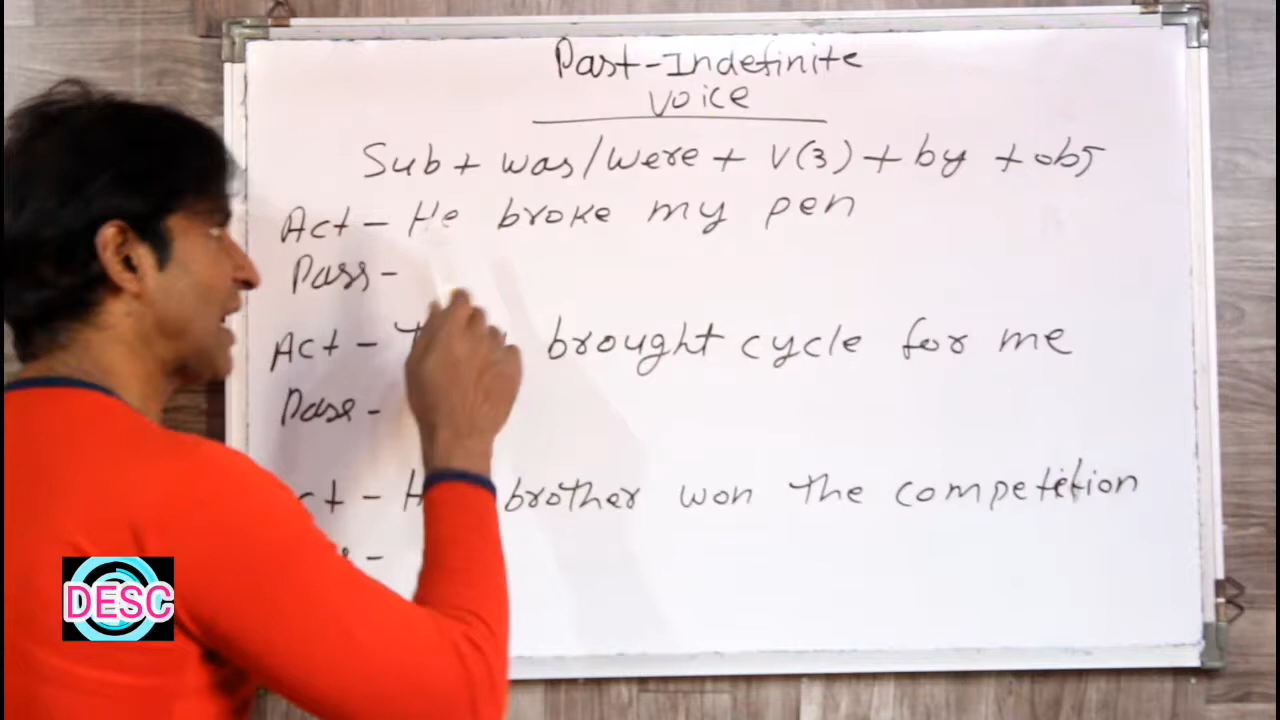 Past-Indefinite
Voice
Sub + was/were + V(3) + by + obj
Act - He broke my pen
Pass -
Act - brought cycle for me
Pass -
- brother won the competition
DESC